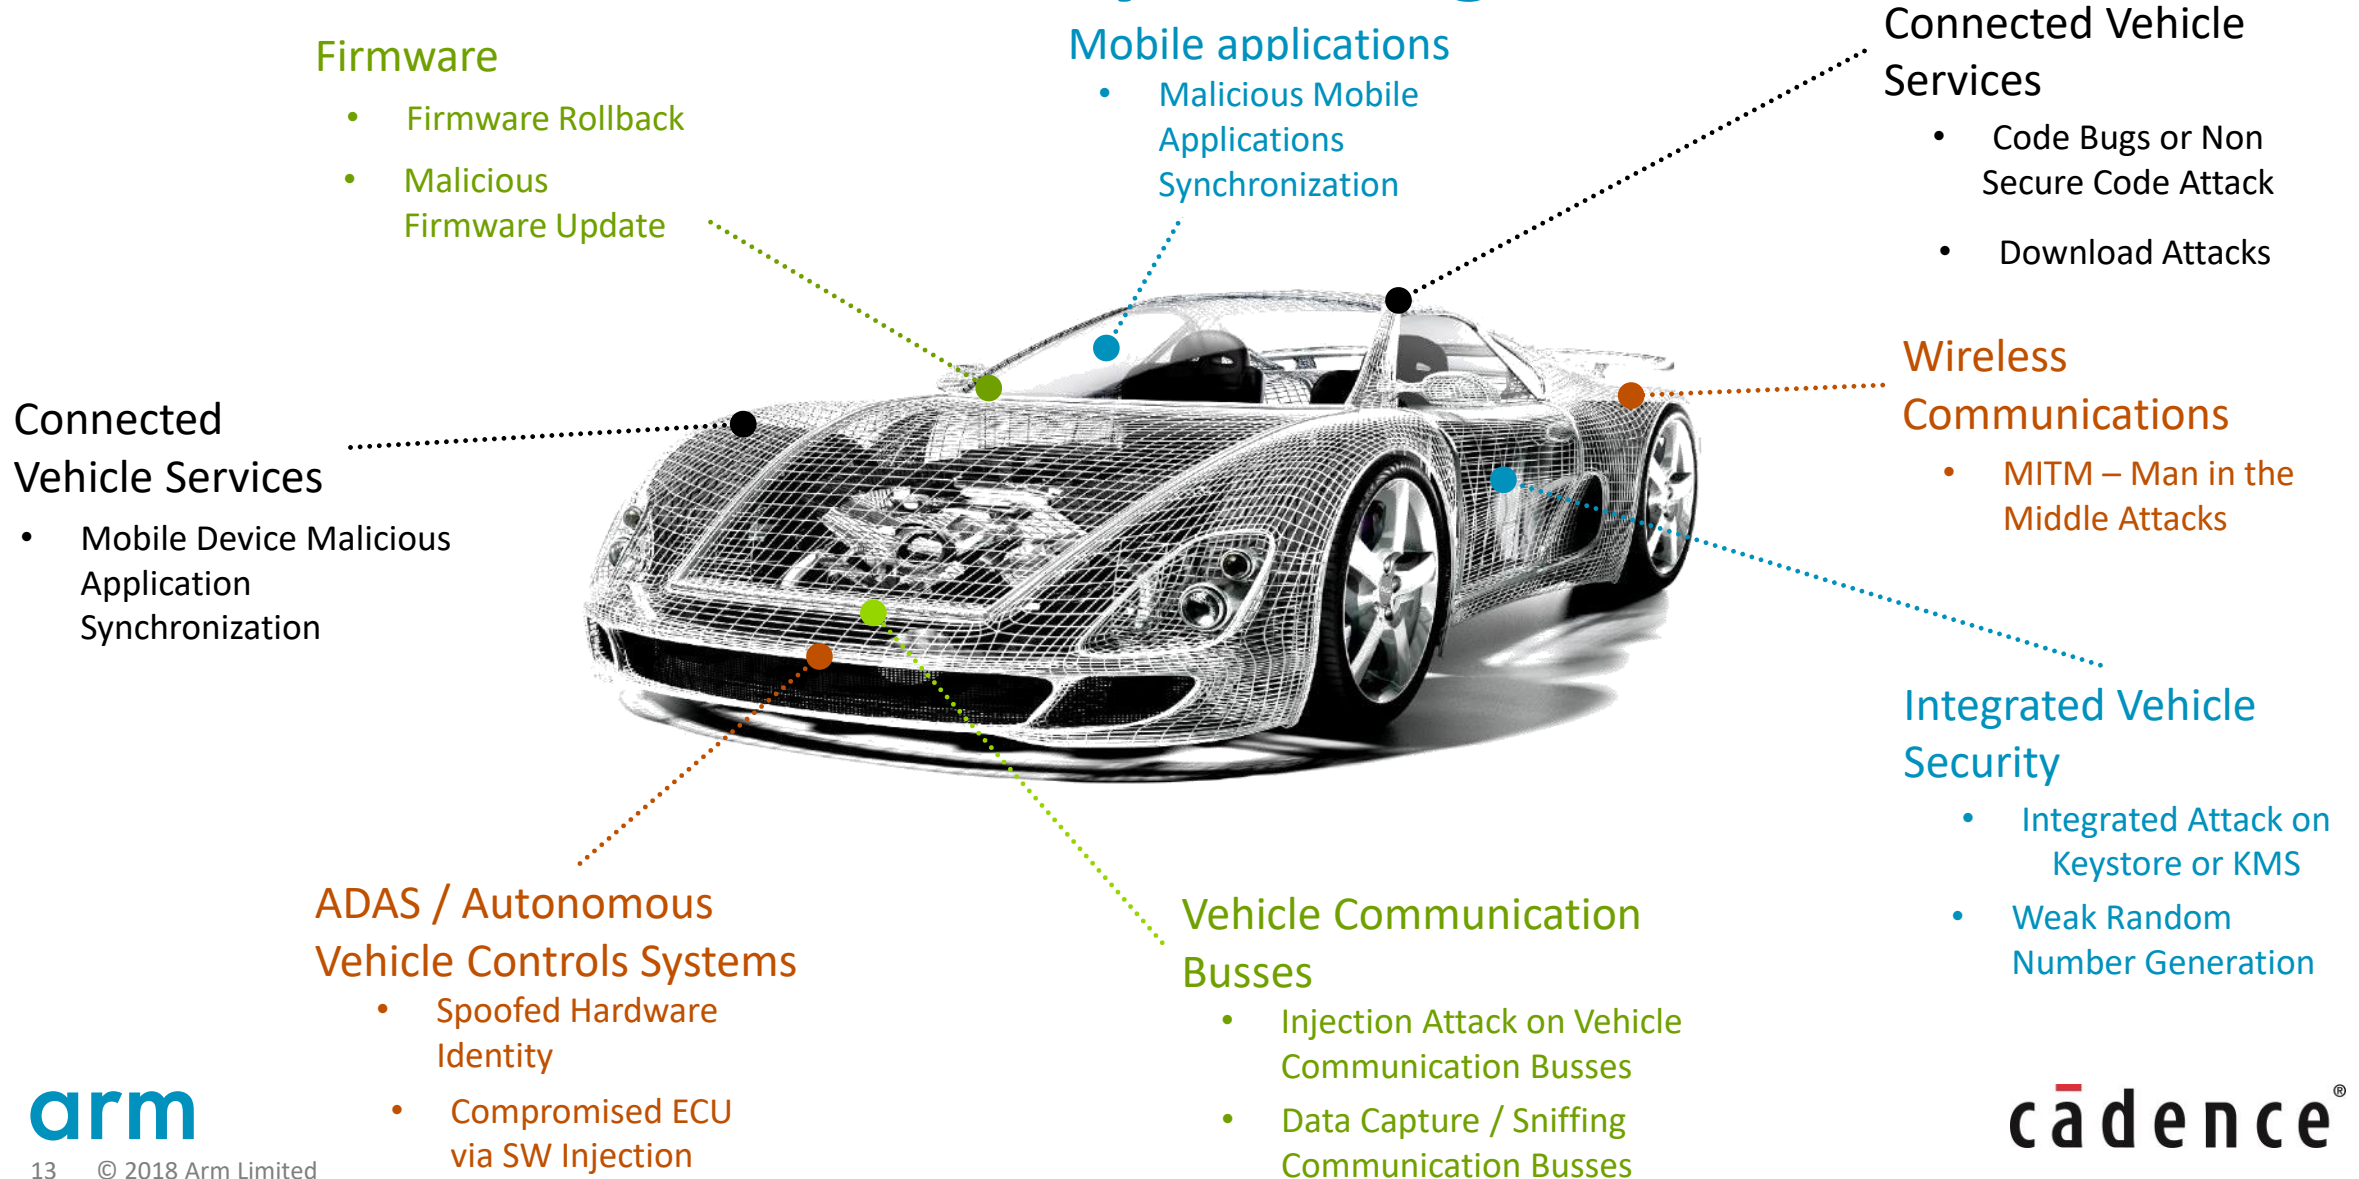 Firmware
• Firmware Rollback
• Malicious
Firmware Update
Mobile applications
• Malicious Mobile
Applications
Synchronization
Connected Vehicle
Services
• Code Bugs or Non
Secure Code Attack
• Download Attacks
Wireless
Communications
• MITM – Man in the
Middle Attacks
Connected
Vehicle Services
• Mobile Device Malicious
Application
Synchronization
Integrated Vehicle
Security
• Integrated Attack on
Keystore or KMS
• Weak Random
Number Generation
ADAS / Autonomous
Vehicle Controls Systems
• Spoofed Hardware
Identity
• Compromised ECU
via SW Injection
Vehicle Communication
Busses
• Injection Attack on Vehicle
Communication Busses
• Data Capture / Sniffing
Communication Busses
arm
13 © 2018 Arm Limited
cādence®